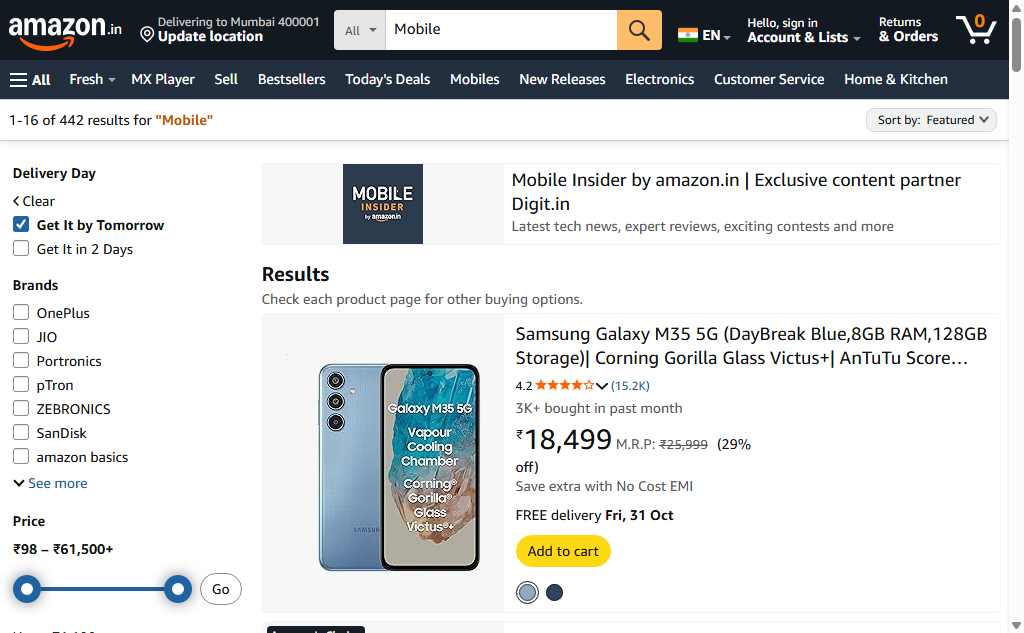 amazon.in
Delivering to Mumbai 400001
Update location
All
Mobile
EN
Hello, sign in
Account & Lists
Returns
& Orders
0
All
Fresh
MX Player
Sell
Bestsellers
Today's Deals
Mobiles
New Releases
Electronics
Customer Service
Home & Kitchen
1-16 of 442 results for "Mobile"
Sort by: Featured
Delivery Day
Clear
Get It by Tomorrow
Get It in 2 Days
Brands
OnePlus
JIO
Portronics
pTron
ZEBRONICS
SanDisk
amazon basics
See more
Price
₹98 – ₹61,500+
Go
MOBILE
INSIDER
by amazon.in
Mobile Insider by amazon.in | Exclusive content partner
Digit.in
Latest tech news, expert reviews, exciting contests and more
Results
Check each product page for other buying options.
SAMSUNG
Galaxy M35 5G
Vapour
Cooling
Chamber
Corning®
Gorilla®
Glass
Victus®+
Samsung Galaxy M35 5G (DayBreak Blue,8GB RAM,128GB
Storage)| Corning Gorilla Glass Victus+| AnTuTu Score…
4.2 (15.2K)
3K+ bought in past month
₹18,499 M.R.P: ₹25,999 (29%
off)
Save extra with No Cost EMI
FREE delivery Fri, 31 Oct
Add to cart